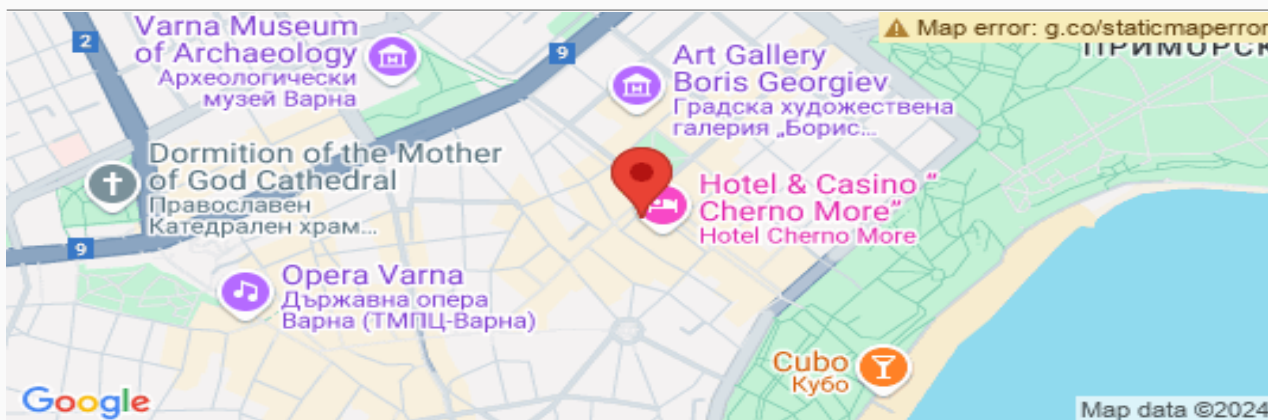 Map error: g.co/staticmaperror
2
Varna Museum
of Archaeology
Археологически
музей Варна
9
Art Gallery
Boris Georgiev
Градска художествена
галерия „Борис...
ПРИМОРСК
Dormition of the Mother
of God Cathedral
Православен
Катедрален храм...
9
Hotel & Casino “
Cherno More”
Hotel Cherno More
Opera Varna
Държавна опера
Варна (ТМПЦ-Варна)
Cubo
Кубо
Google
Map data ©2024